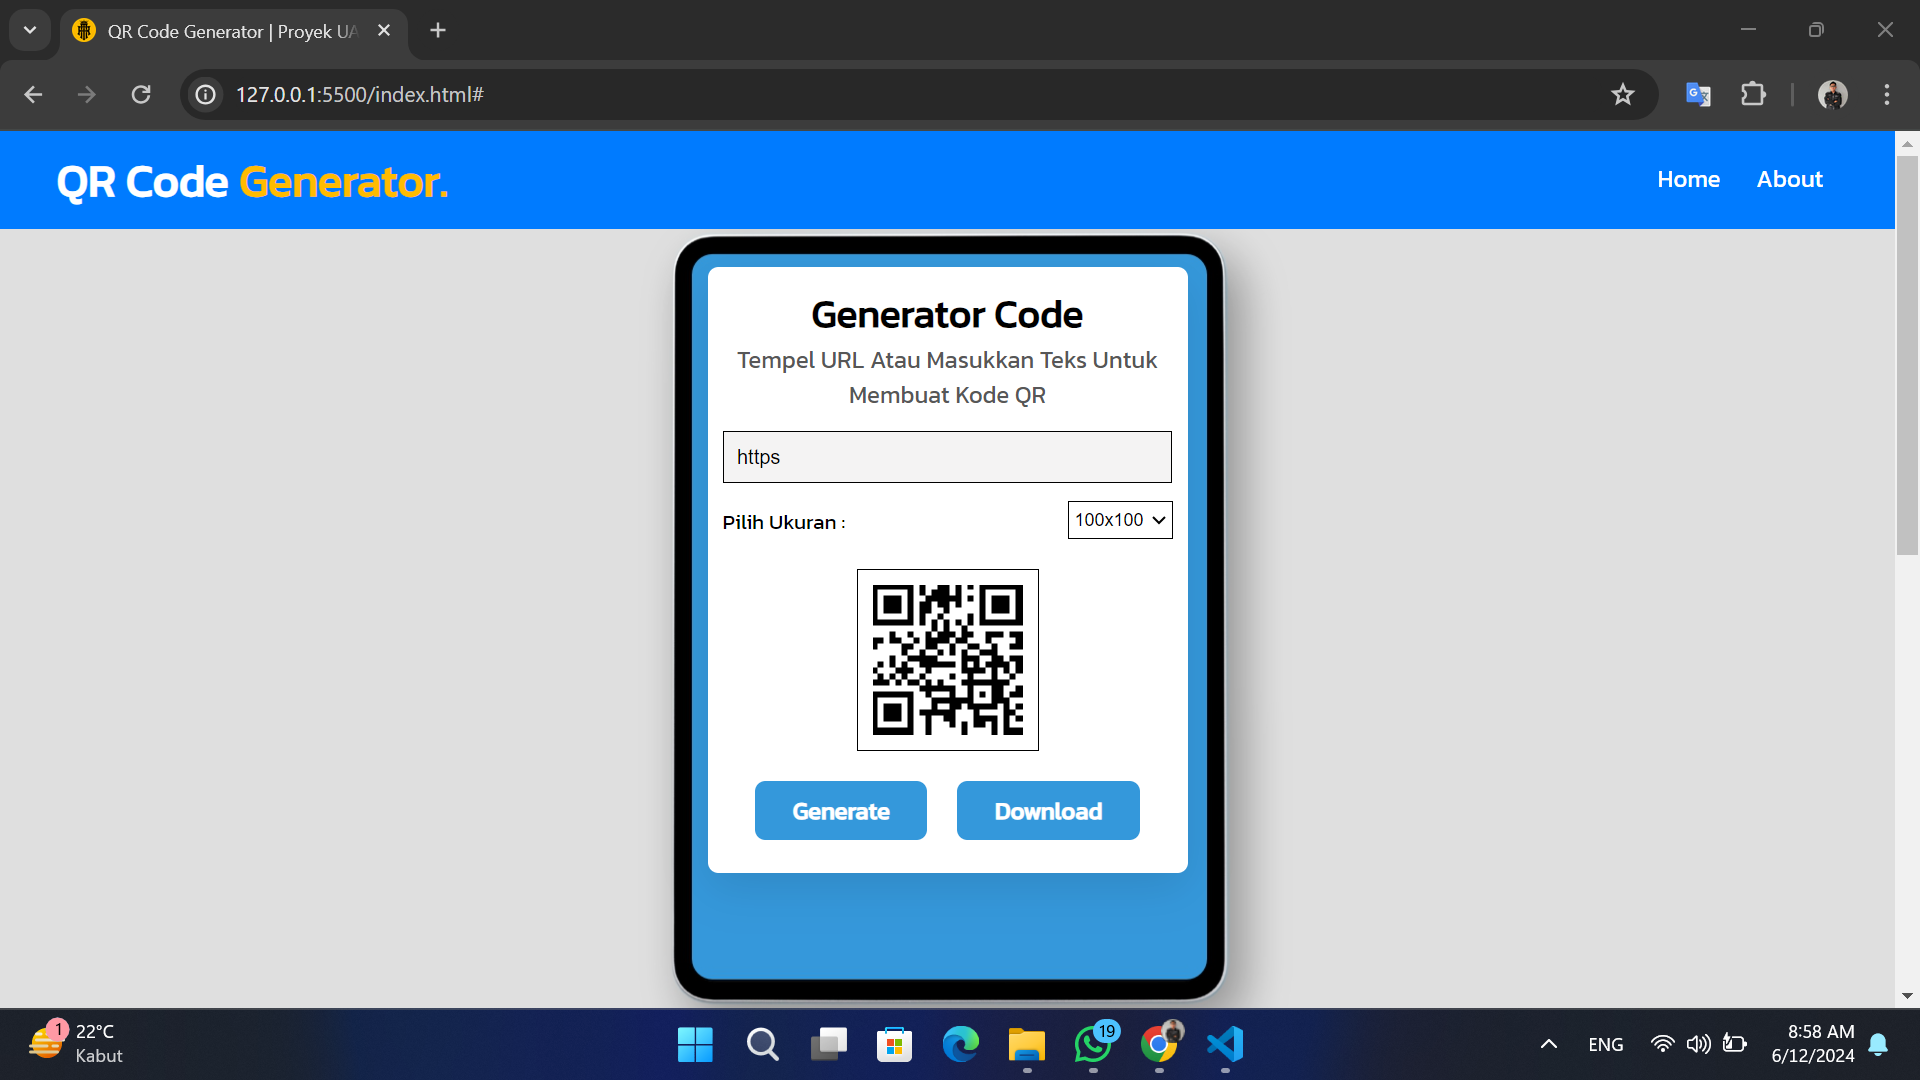 QR Code Generator | Proyek UA
127.0.0.1:5500/index.html#
QR Code Generator.
Home
About
Generator Code
Tempel URL Atau Masukkan Teks Untuk
Membuat Kode QR
https
Pilih Ukuran :
100x100
Generate
Download
1
22°C
Kabut
19
ENG
8:58 AM
6/12/2024